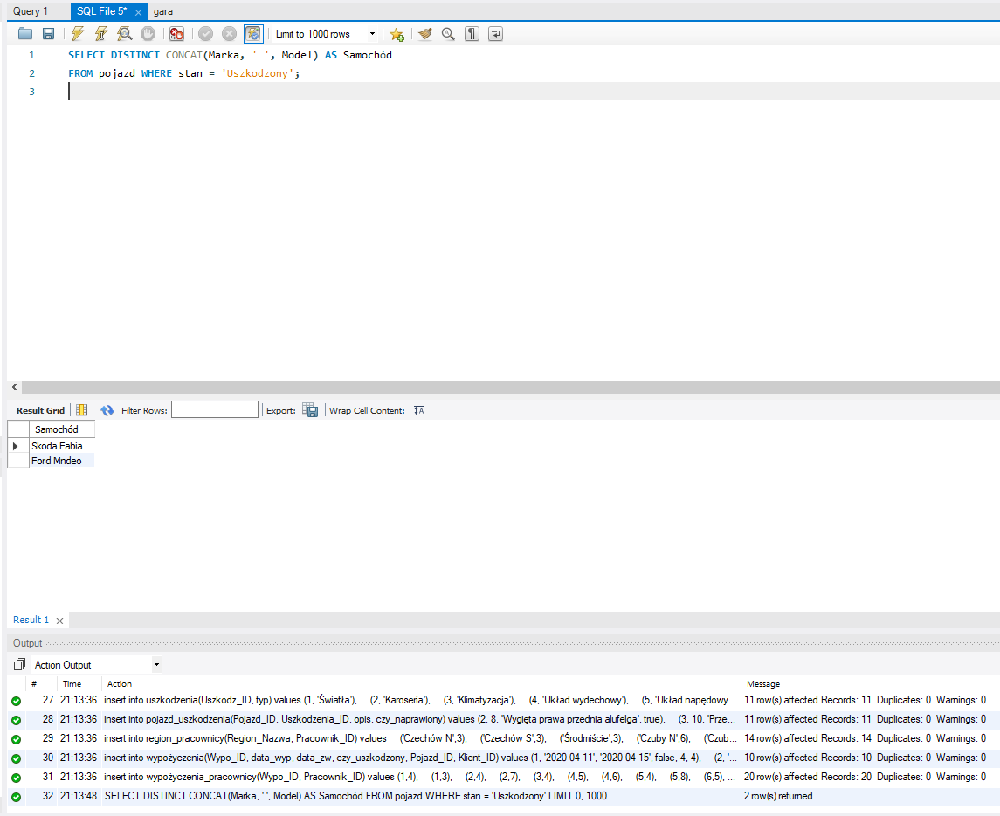 Query 1 SQL File 5* gara
Limit to 1000 rows
1 SELECT DISTINCT CONCAT(Marka, ' ', Model) AS Samochód
2 FROM pojazd WHERE stan = 'Uszkodzony';
3
Result Grid Filter Rows: Export: Wrap Cell Content:
Samochód
Skoda Fabia
Ford Mndeo
Result 1
Output
Action Output
# Time Action Message
27 21:13:36 insert into uszkodzenia(Uszkodz_ID, typ) values (1, 'Światła'), (2, 'Karoseria'), (3, 'Klimatyzacja'), (4, 'Układ wydechowy'), (5, 'Układ napędowy... 11 row(s) affected Records: 11 Duplicates: 0 Warnings: 0
28 21:13:36 insert into pojazd_uszkodzenia(Pojazd_ID, Uszkodzenia_ID, opis, czy_naprawiony) values (2, 8, 'Wygięta prawa przednia alufelga', true), (3, 10, 'Prze... 11 row(s) affected Records: 11 Duplicates: 0 Warnings: 0
29 21:13:36 insert into region_pracownicy(Region_Nazwa, Pracownik_ID) values ('Czechów N',3), ('Czechów S',3), ('Środmiście',3), ('Czuby N',6), ('Czub... 14 row(s) affected Records: 14 Duplicates: 0 Warnings: 0
30 21:13:36 insert into wypożyczenia(Wypo_ID, data_wyp, data_zw, czy_uszkodzony, Pojazd_ID, Klient_ID) values (1, '2020-04-11', '2020-04-15', false, 4, 4), (2, '... 10 row(s) affected Records: 10 Duplicates: 0 Warnings: 0
31 21:13:36 insert into wypożyczenia_pracownicy(Wypo_ID, Pracownik_ID) values (1,4), (1,3), (2,4), (2,7), (3,4), (4,5), (4,6), (5,4), (5,8), (6,5), ... 20 row(s) affected Records: 20 Duplicates: 0 Warnings: 0
32 21:13:48 SELECT DISTINCT CONCAT(Marka, ' ', Model) AS Samochód FROM pojazd WHERE stan = 'Uszkodzony' LIMIT 0, 1000 2 row(s) returned